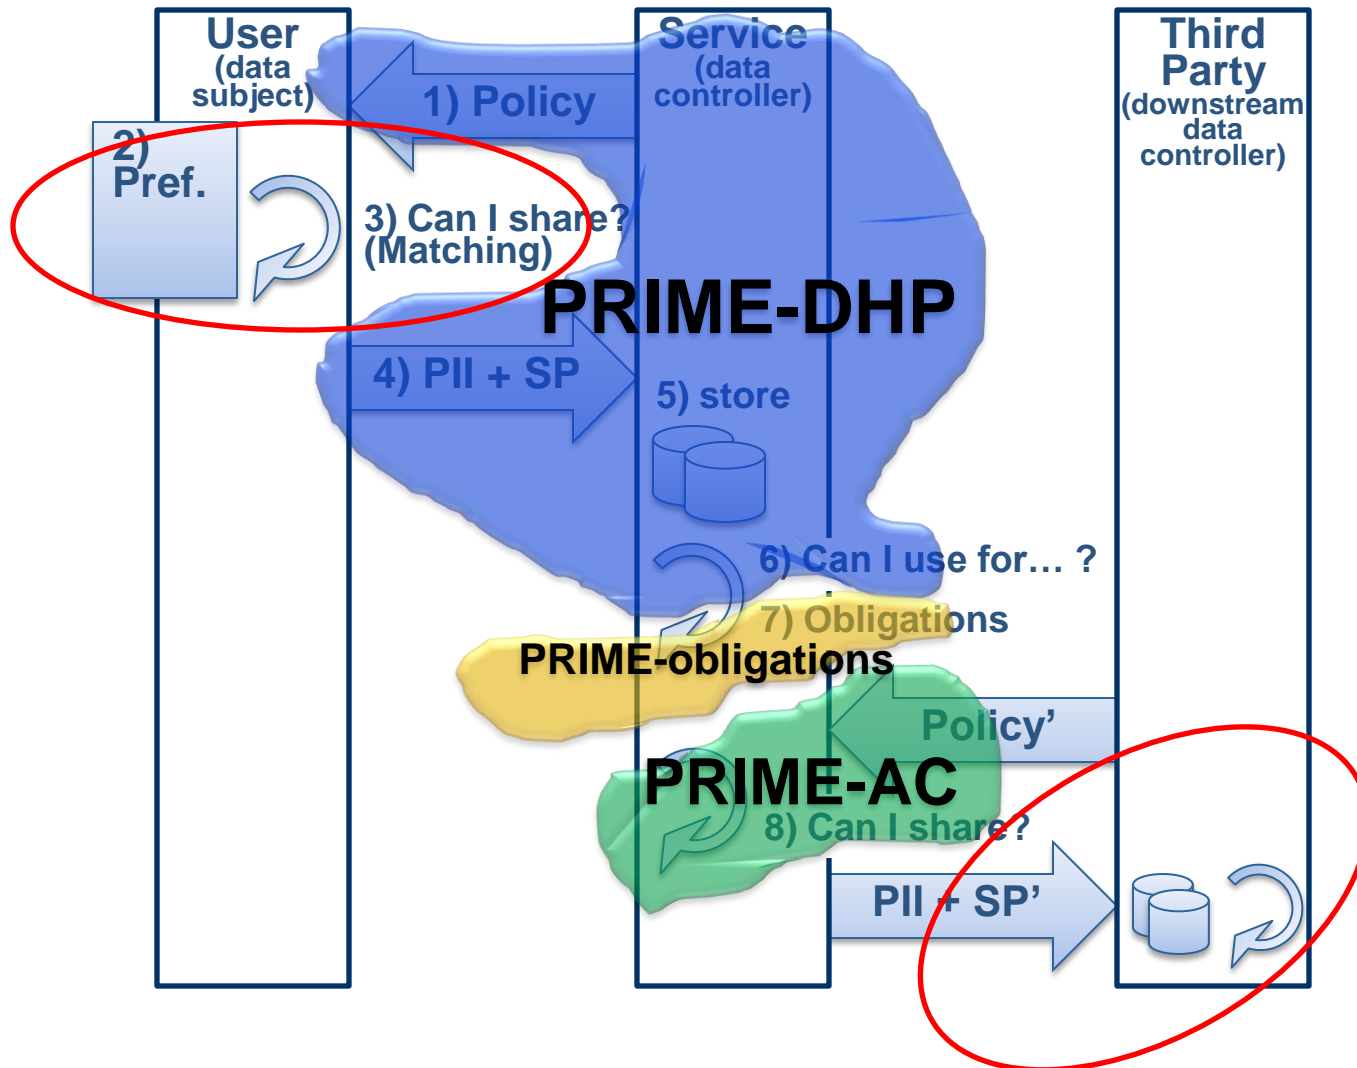 User
(data
subject)
Service
(data
controller)
Third
Party
(downstream
data
controller)
1) Policy
2)
Pref.
3) Can I share?
(Matching)
PRIME-DHP
4) PII + SP
5) store
6) Can I use for… ?
7) Obligations
PRIME-obligations
Policy’
PRIME-AC
8) Can I share?
PII + SP’